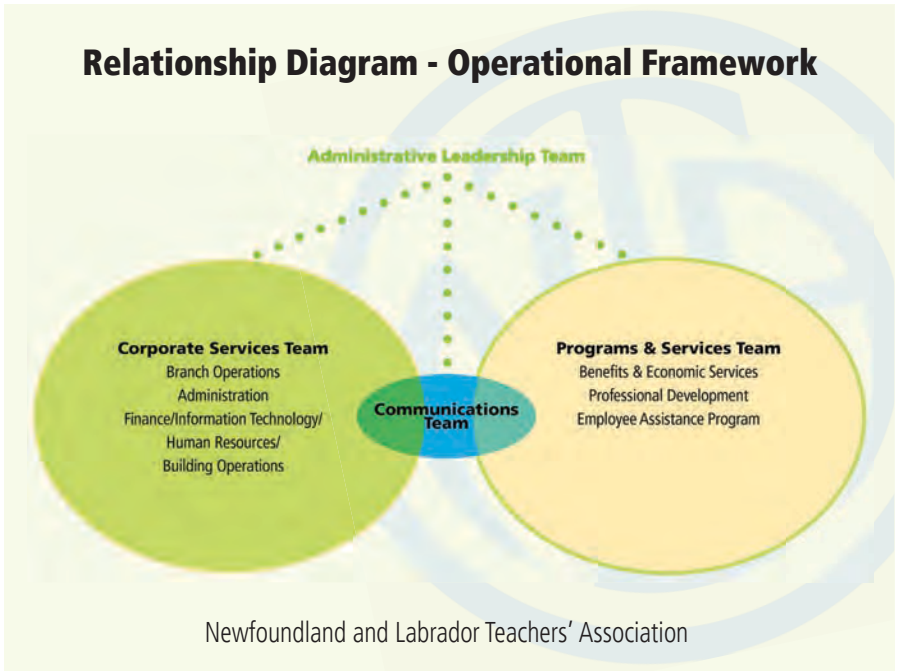 Relationship Diagram - Operational Framework
Administrative Leadership Team
Corporate Services Team
Branch Operations
Administration
Finance/Information Technology/
Human Resources/
Building Operations
Communications
Team
Programs & Services Team
Benefits & Economic Services
Professional Development
Employee Assistance Program
Newfoundland and Labrador Teachers’ Association